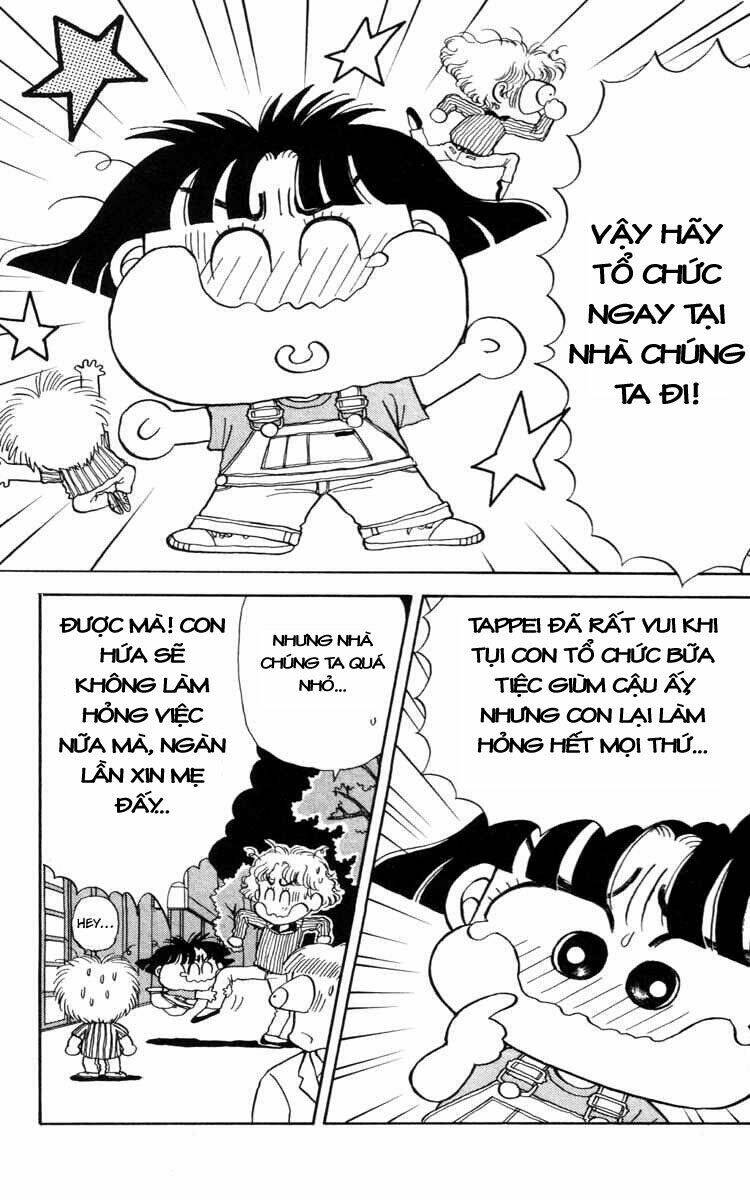 VẬY HÃY
TỔ CHỨC
NGAY TẠI
NHÀ CHÚNG
TA ĐI!
TAPPEI ĐÃ RẤT VUI KHI
TỤI CON TỔ CHỨC BỮA
TIỆC GIÙM CẬU ẤY,
NHƯNG CON LẠI LÀM
HỎNG HẾT MỌI THỨ...
NHƯNG NHÀ
CHÚNG TA QUÁ
NHỎ...
ĐƯỢC MÀ! CON
HỨA SẼ
KHÔNG LÀM
HỎNG VIỆC
NỮA MÀ, NGÀN
LẦN XIN MẸ
ĐẤY...
HEY...